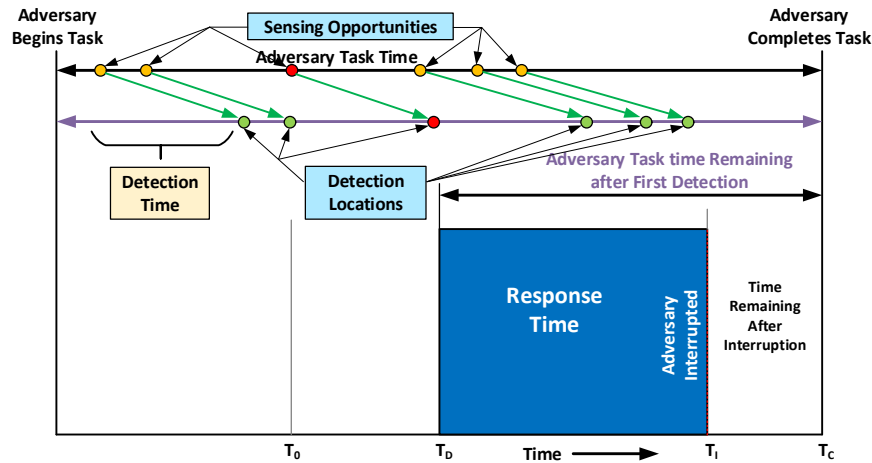 Adversary
Begins Task
Sensing Opportunities
Adversary
Completes Task
Adversary Task Time
Detection
Time
Detection
Locations
Adversary Task time Remaining
after First Detection
Response
Time
Adversary
Interrupted
Time
Remaining
After
Interruption
T0
TD
Time
TI
TC